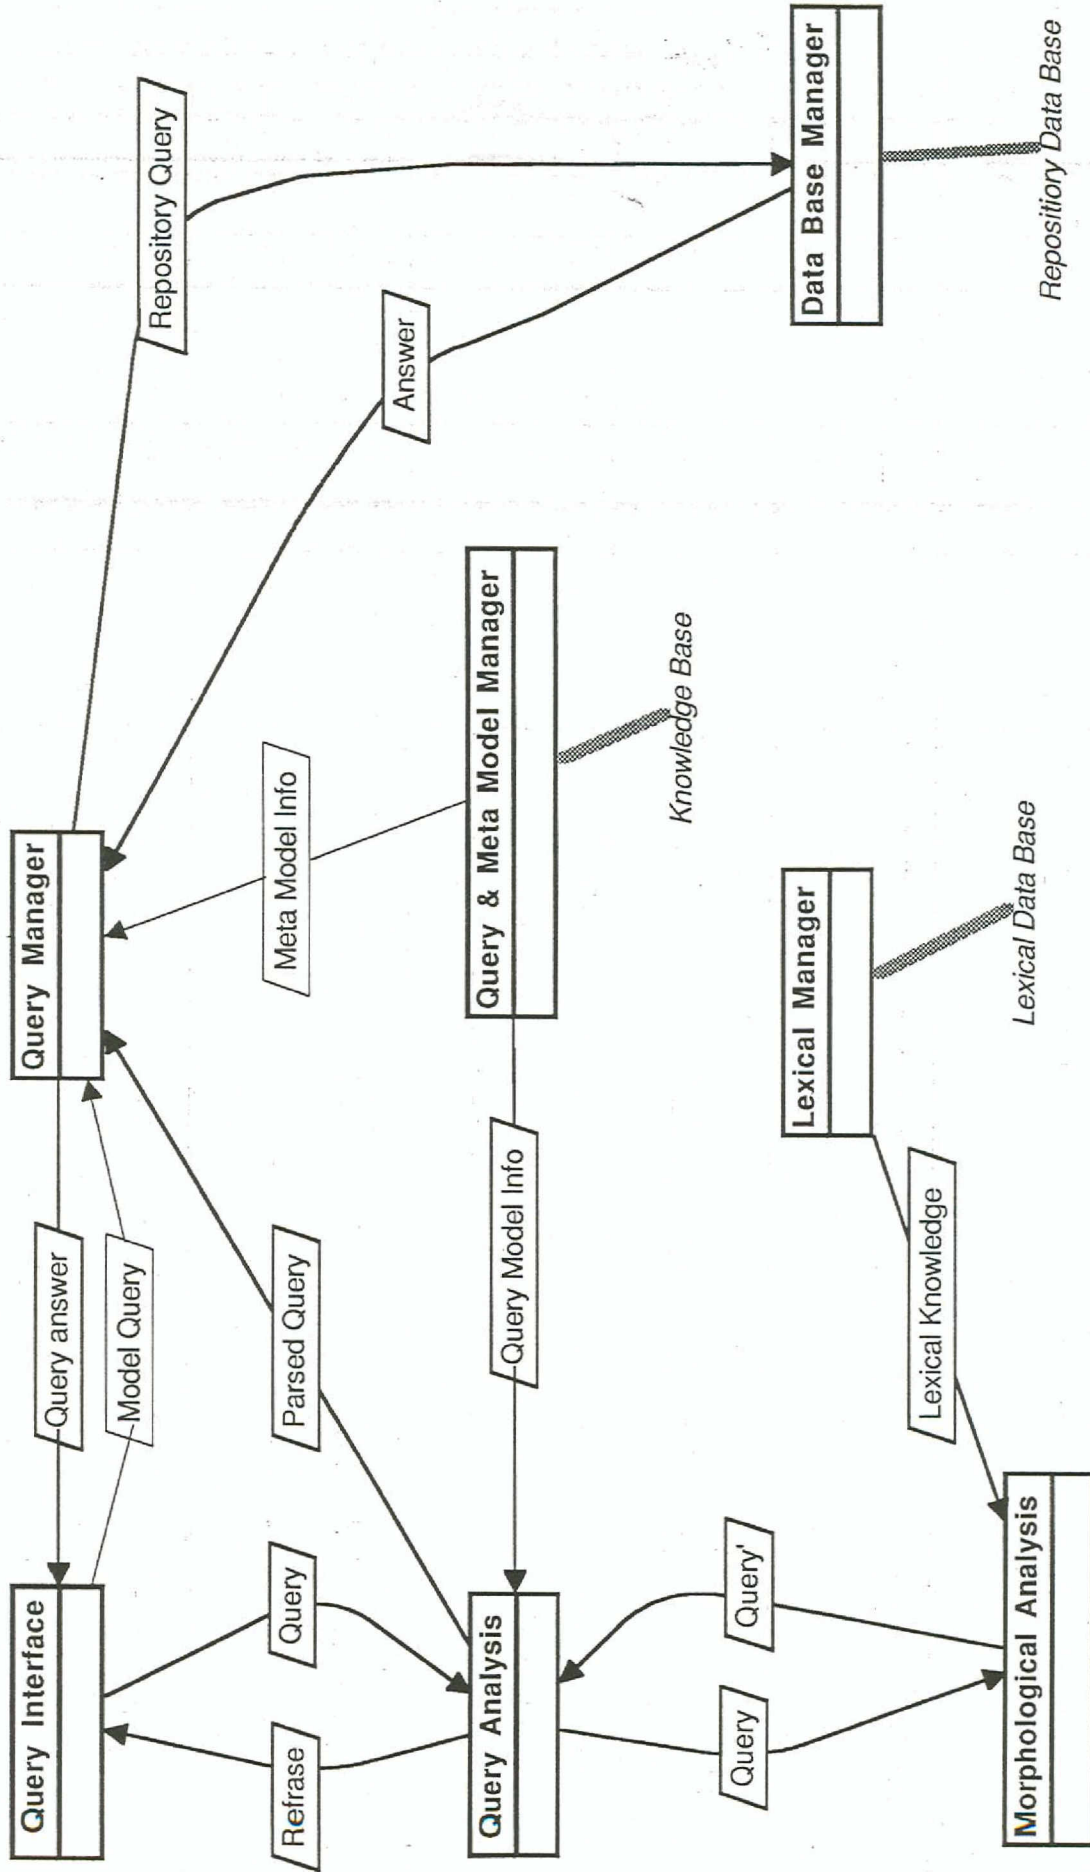 Query Interface
Query answer
Model Query
Query Manager
Repository Query
Refrase
Query
Parsed Query
Meta Model Info
Answer
Query Analysis
Query Model Info
Query & Meta Model Manager
Knowledge Base
Query
Query'
Lexical Manager
Data Base Manager
Lexical Knowledge
Lexical Data Base
Repositiory Data Base
Morphological Analysis